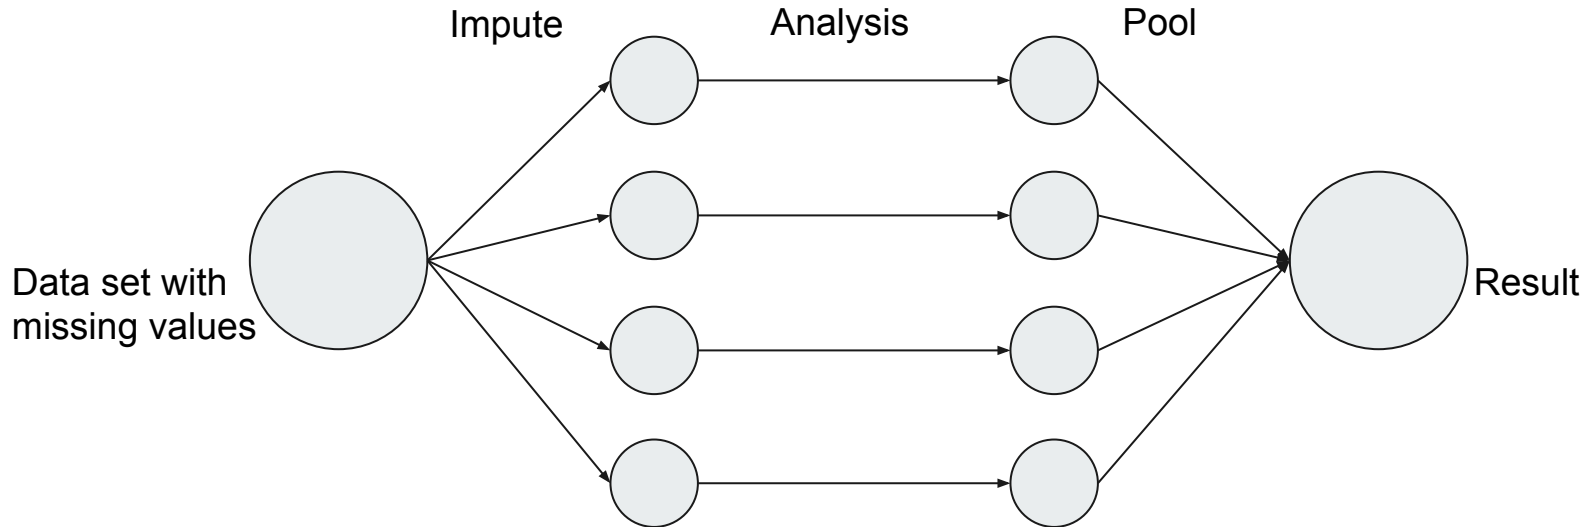 Impute
Analysis
Pool
Data set with
missing values
Result